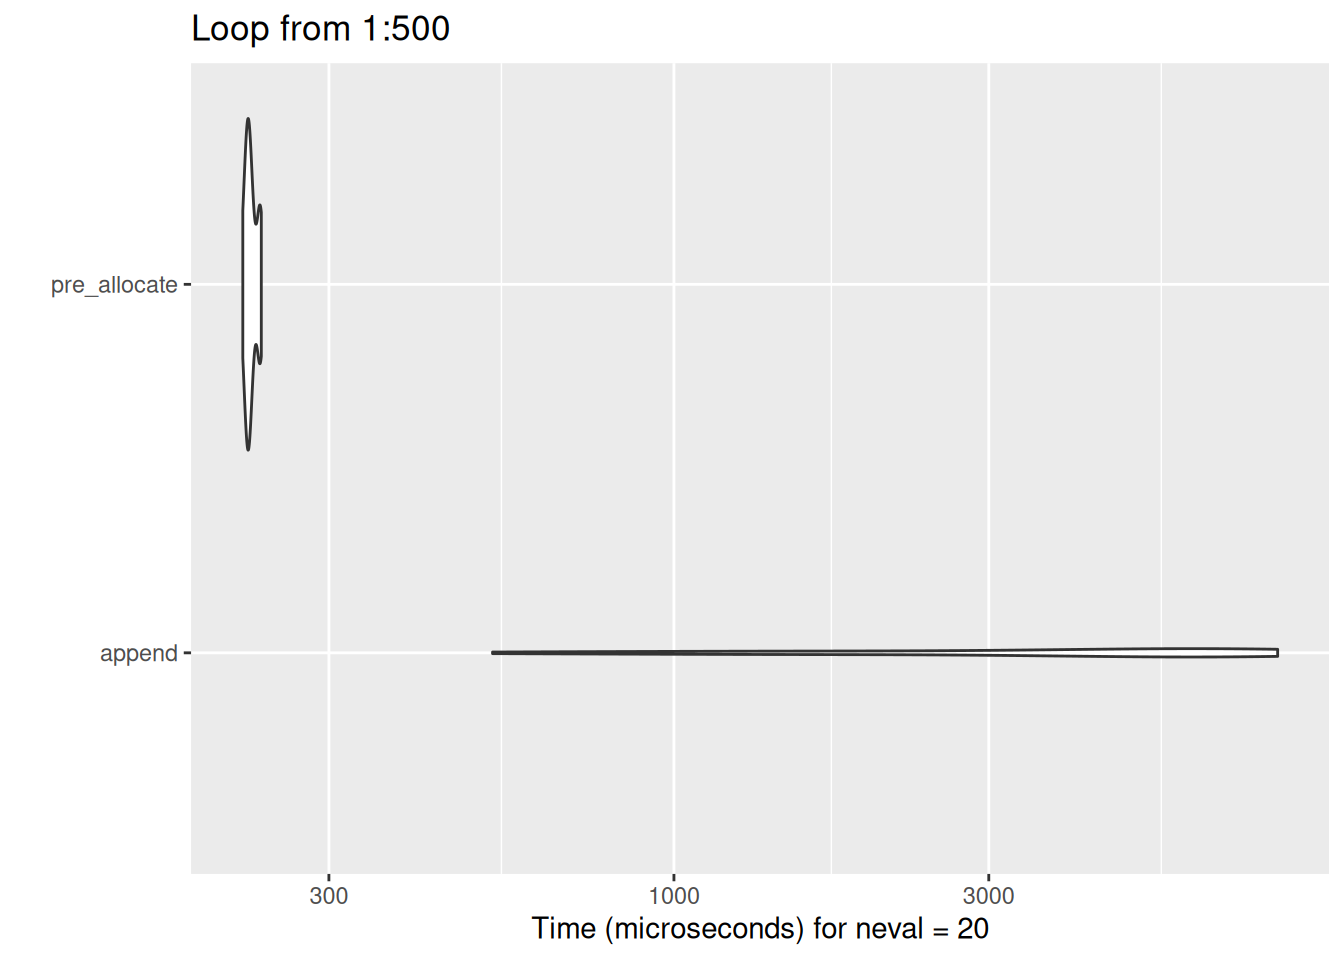 Loop from 1:500
pre_allocate
append
300
1000
3000
Time (microseconds) for neval = 20